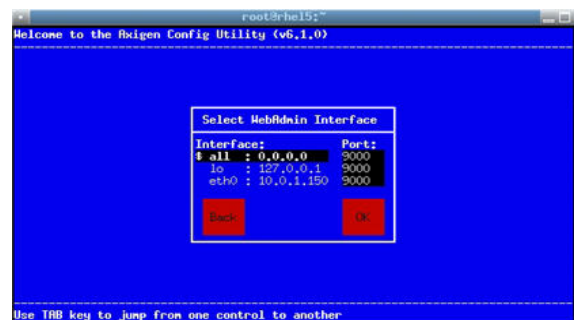 root@rhel5:~
Welcome to the Axigen Config Utility (v6.1.0)
Select WebAdmin Interface
Interface: Port:
$ all : 0.0.0.0 9000
lo : 127.0.0.1 9000
eth0 : 10.0.1.150 9000
Back OK
Use TAB key to jump from one control to another